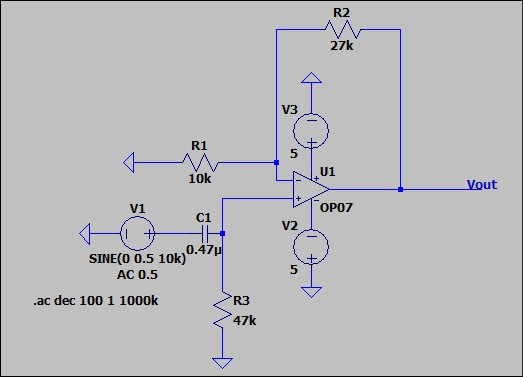 R2
27k
V3
5
R1
10k
U1
OP07
Vout
V1
C1
0.47µ
SINE(0 0.5 10k)
AC 0.5
V2
5
.ac dec 100 1 1000k
R3
47k